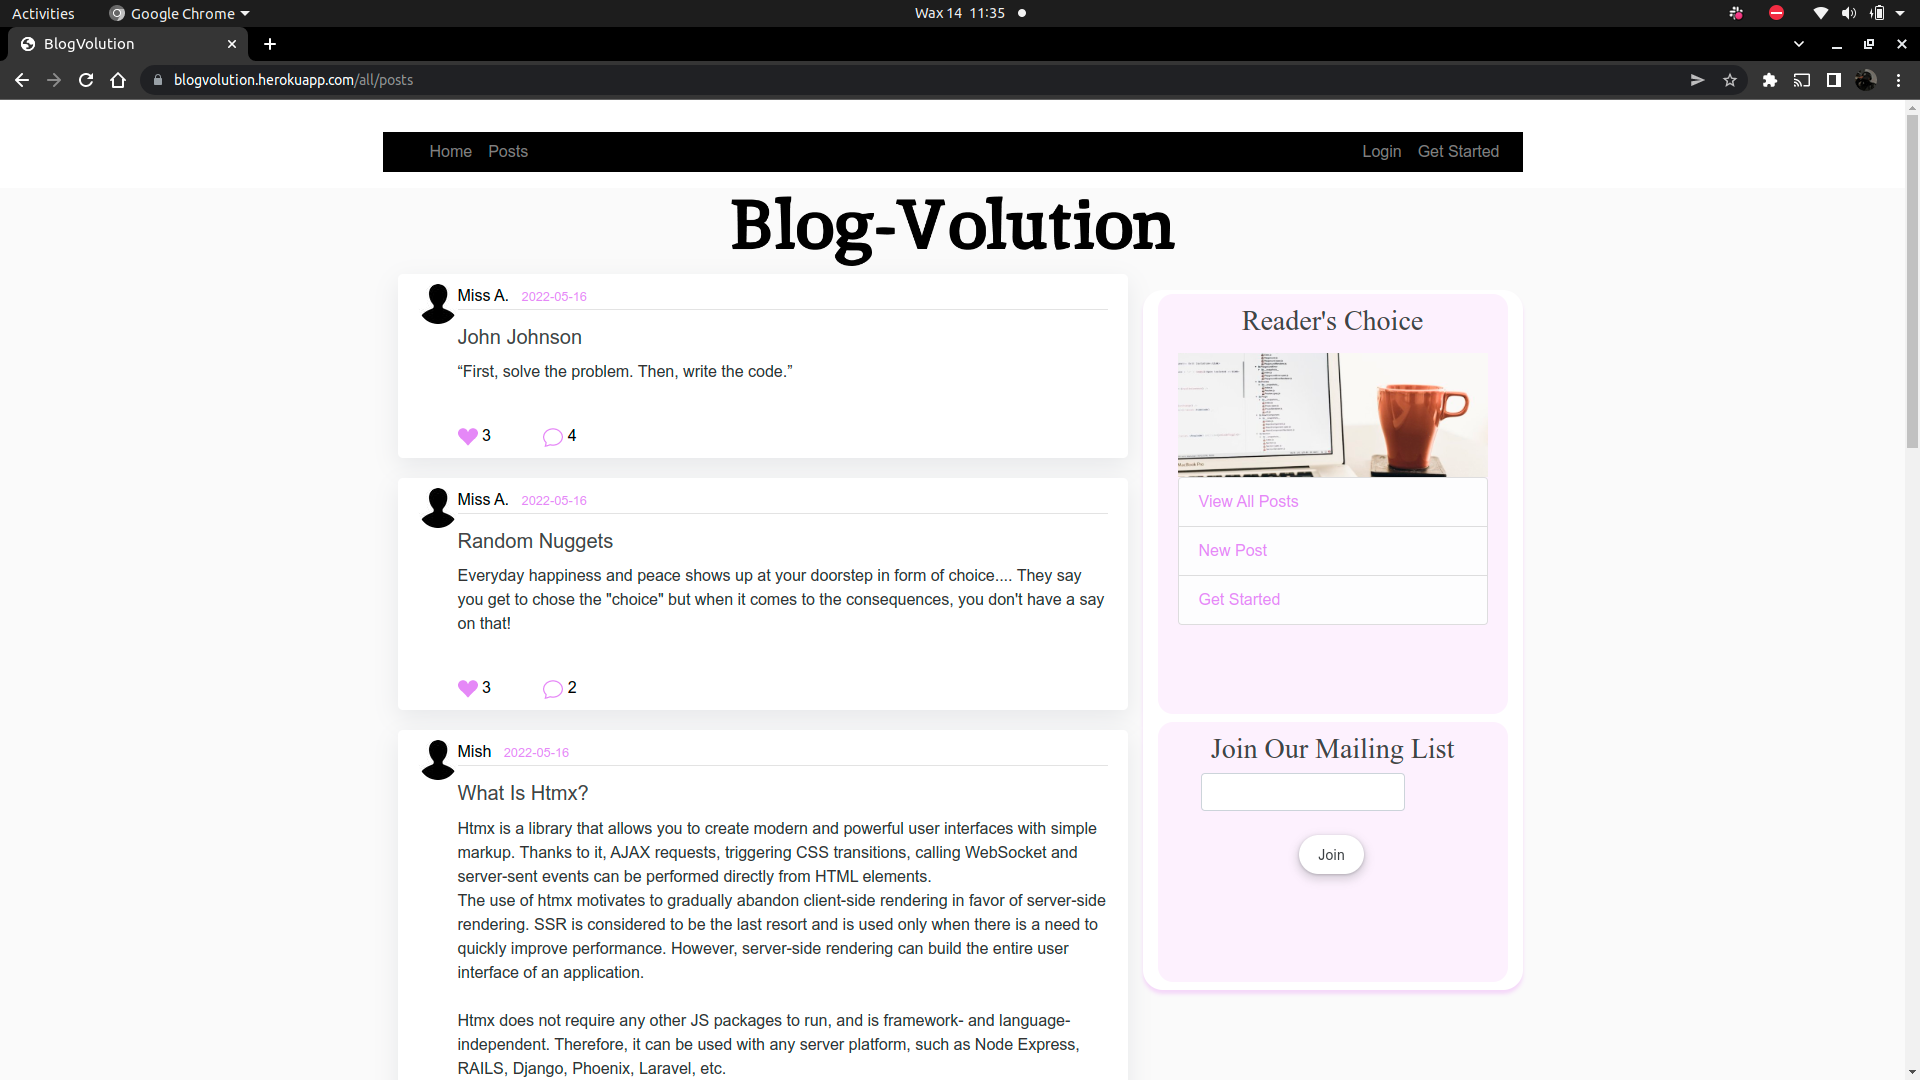 Activities
Google Chrome
Wax 14 11:35
BlogVolution
blogvolution.herokuapp.com/all/posts
Home
Posts
Login
Get Started
Blog-Volution
Miss A. 2022-05-16
John Johnson
“First, solve the problem. Then, write the code.”
3
4
Miss A. 2022-05-16
Random Nuggets
Everyday happiness and peace shows up at your doorstep in form of choice.... They say
you get to chose the "choice" but when it comes to the consequences, you don't have a say
on that!
3
2
Mish 2022-05-16
What Is Htmx?
Htmx is a library that allows you to create modern and powerful user interfaces with simple
markup. Thanks to it, AJAX requests, triggering CSS transitions, calling WebSocket and
server-sent events can be performed directly from HTML elements.
The use of htmx motivates to gradually abandon client-side rendering in favor of server-side
rendering. SSR is considered to be the last resort and is used only when there is a need to
quickly improve performance. However, server-side rendering can build the entire user
interface of an application.
Htmx does not require any other JS packages to run, and is framework- and language-
independent. Therefore, it can be used with any server platform, such as Node Express,
RAILS, Django, Phoenix, Laravel, etc.
Reader's Choice
MacBook Pro
View All Posts
New Post
Get Started
Join Our Mailing List
Join